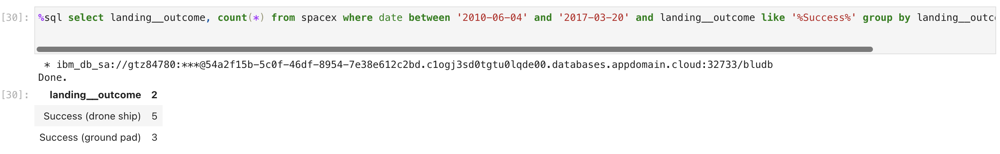 [30]: %sql select landing__outcome, count(*) from spacex where date between '2010-06-04' and '2017-03-20' and landing__outcome like '%Success%' group by landing__outc
* ibm_db_sa://gtz84780:***@54a2f15b-5c0f-46df-8954-7e38e612c2bd.c1ogj3sd0tgtu0lqde00.databases.appdomain.cloud:32733/bludb
Done.
[30]: landing__outcome 2
Success (drone ship) 5
Success (ground pad) 3